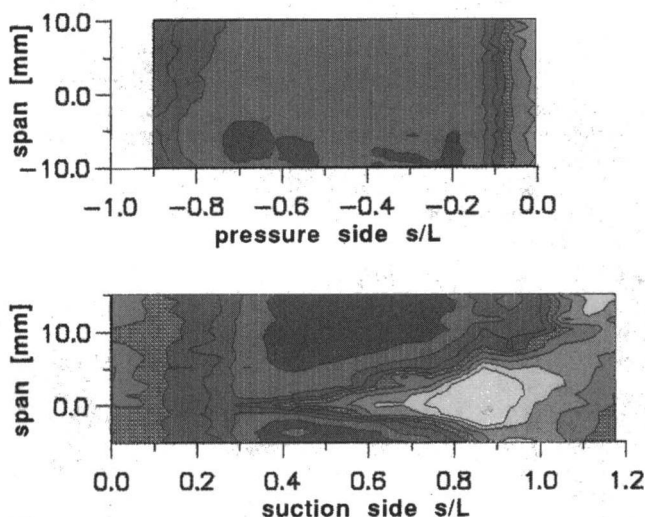 10.0
0.0
-10.0
span [mm]
-1.0 -0.8 -0.6 -0.4 -0.2 0.0
pressure side s/L
10.0
0.0
span [mm]
0.0 0.2 0.4 0.6 0.8 1.0 1.2
suction side s/L